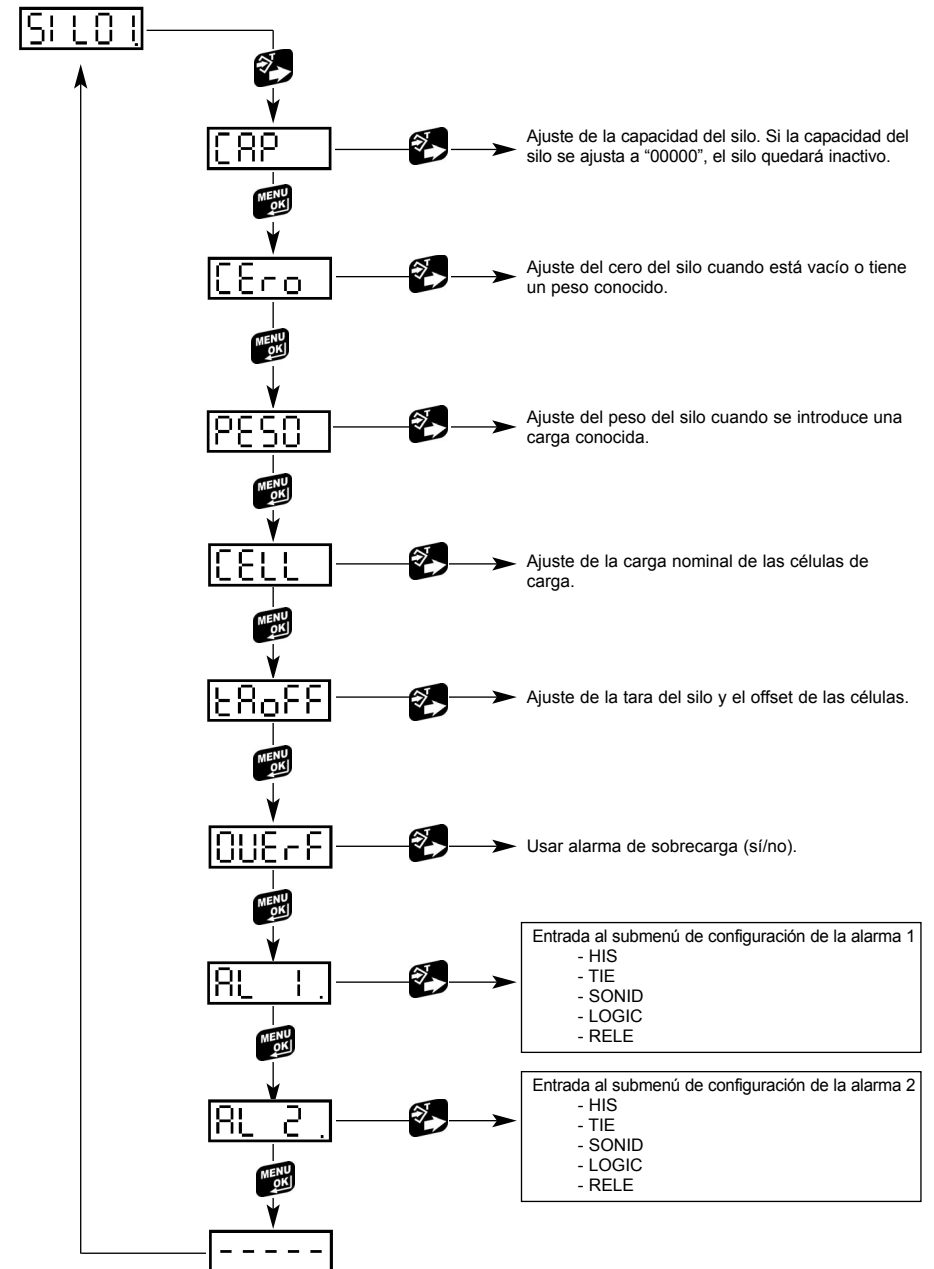 SIL01.
T
CAP
T
Ajuste de la capacidad del silo. Si la capacidad del
silo se ajusta a “00000”, el silo quedará inactivo.
MENU
OK
CEro
T
Ajuste del cero del silo cuando está vacío o tiene
un peso conocido.
MENU
OK
PESO
T
Ajuste del peso del silo cuando se introduce una
carga conocida.
MENU
OK
CELL
T
Ajuste de la carga nominal de las células de
carga.
MENU
OK
tAoFF
T
Ajuste de la tara del silo y el offset de las células.
MENU
OK
OUErF
T
Usar alarma de sobrecarga (sí/no).
MENU
OK
AL 1.
T
Entrada al submenú de configuración de la alarma 1
- HIS
- TIE
- SONID
- LOGIC
- RELE
MENU
OK
AL 2.
T
Entrada al submenú de configuración de la alarma 2
- HIS
- TIE
- SONID
- LOGIC
- RELE
MENU
OK
-----